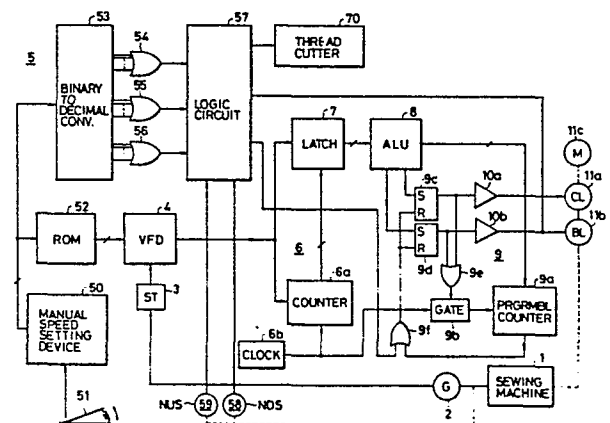 53
54
57
70
5
BINARY TO DECIMAL CONV.
55
56
LOGIC CIRCUIT
THREAD CUTTER
7
LATCH
8
ALU
11c
M
11a
CL
11b
BL
9c
S
R
10a
S
R
9d
10b
9
9e
52
ROM
4
VFD
6
6a
COUNTER
9a
PRGRMBL COUNTER
GATE
9b
9f
50
MANUAL SPEED SETTING DEVICE
ST
3
6b
CLOCK
51
NUS
59
58
NDS
G
2
1
SEWING MACHINE